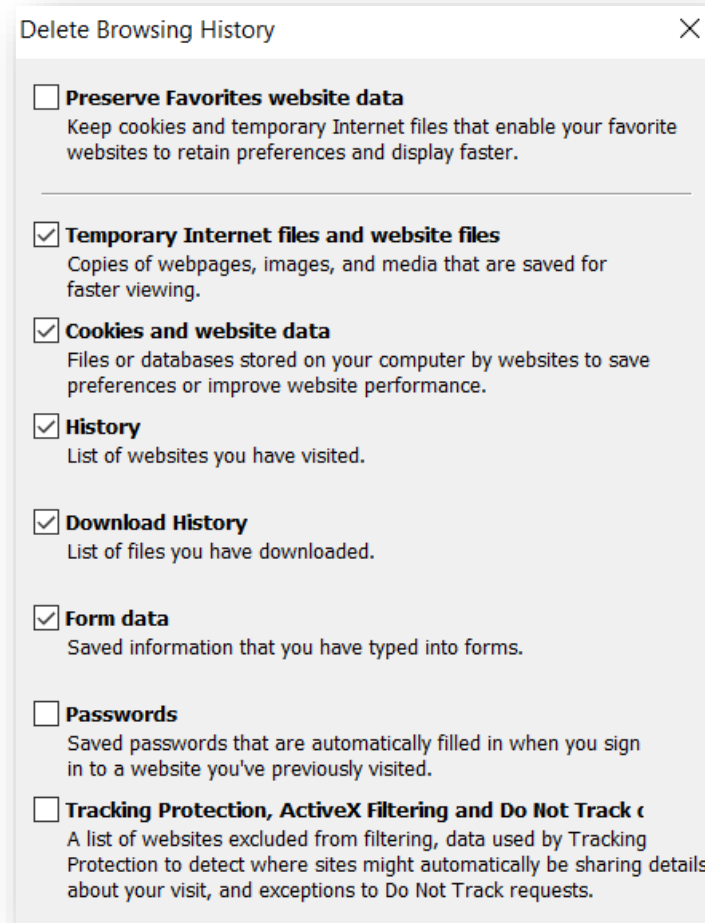 Delete Browsing History
Preserve Favorites website data
Keep cookies and temporary Internet files that enable your favorite
websites to retain preferences and display faster.
Temporary Internet files and website files
Copies of webpages, images, and media that are saved for
faster viewing.
Cookies and website data
Files or databases stored on your computer by websites to save
preferences or improve website performance.
History
List of websites you have visited.
Download History
List of files you have downloaded.
Form data
Saved information that you have typed into forms.
Passwords
Saved passwords that are automatically filled in when you sign
in to a website you've previously visited.
Tracking Protection, ActiveX Filtering and Do Not Track
A list of websites excluded from filtering, data used by Tracking
Protection to detect where sites might automatically be sharing details
about your visit, and exceptions to Do Not Track requests.